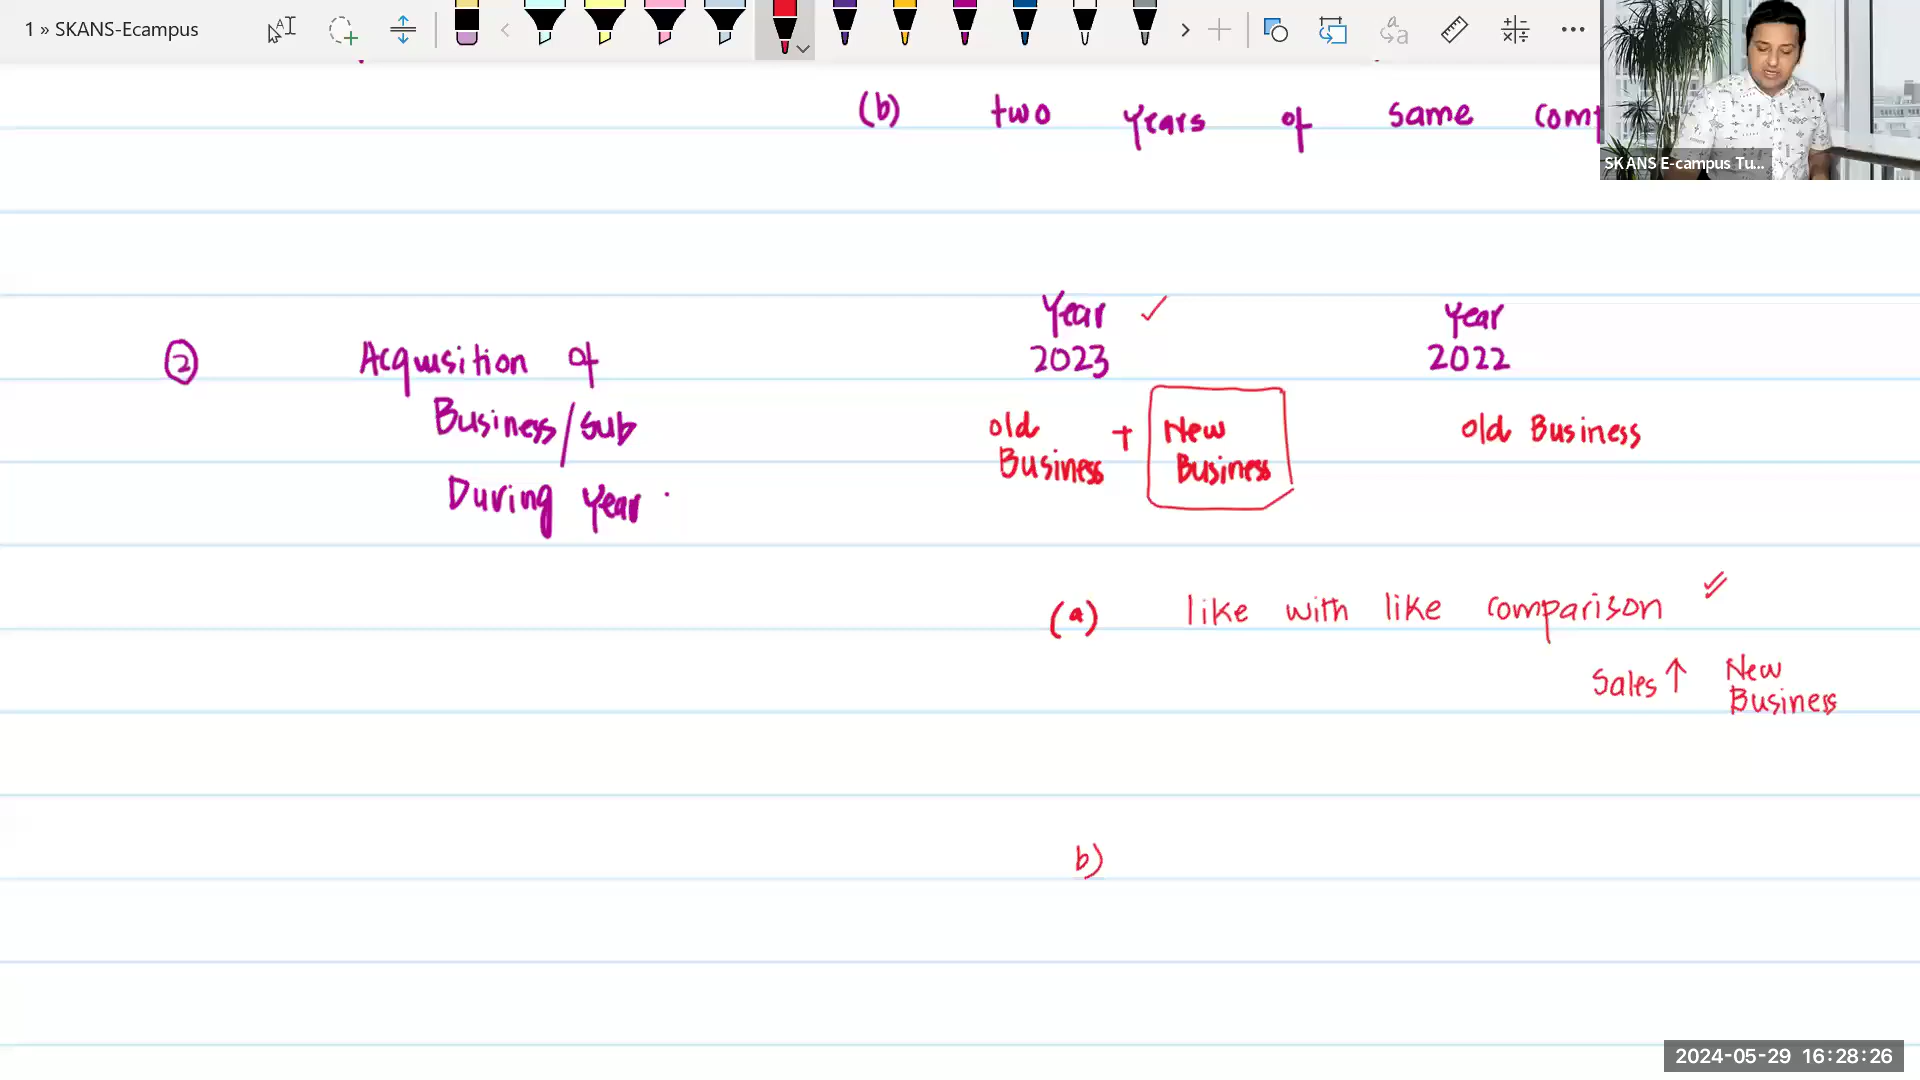 1 » SKANS-Ecampus
(b) two years of same comp
SKANS E-campus Tu...
Year 2023
Year 2022
② Acqusition of
Business/sub
During Year
old Business + New Business
old Business
(a) like with like comparison
Sales ↑ New Business
b)
2024-05-29 16:28:26